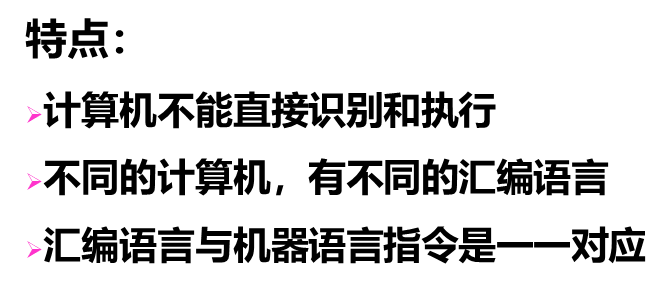 特点：
计算机不能直接识别和执行
不同的计算机，有不同的汇编语言
汇编语言与机器语言指令是一一对应